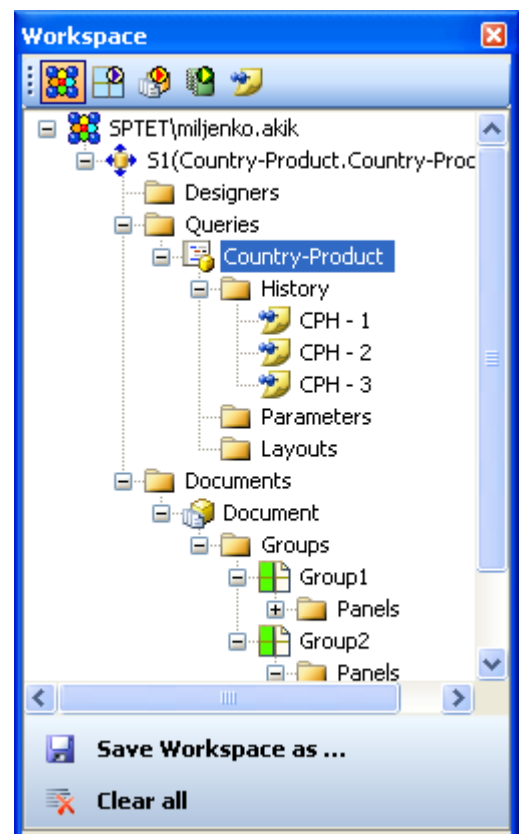 Workspace
SPTET\miljenko.akik
S1(Country-Product.Country-Proc
Designers
Queries
Country-Product
History
CPH - 1
CPH - 2
CPH - 3
Parameters
Layouts
Documents
Document
Groups
Group1
Panels
Group2
Panels
Save Workspace as ...
Clear all